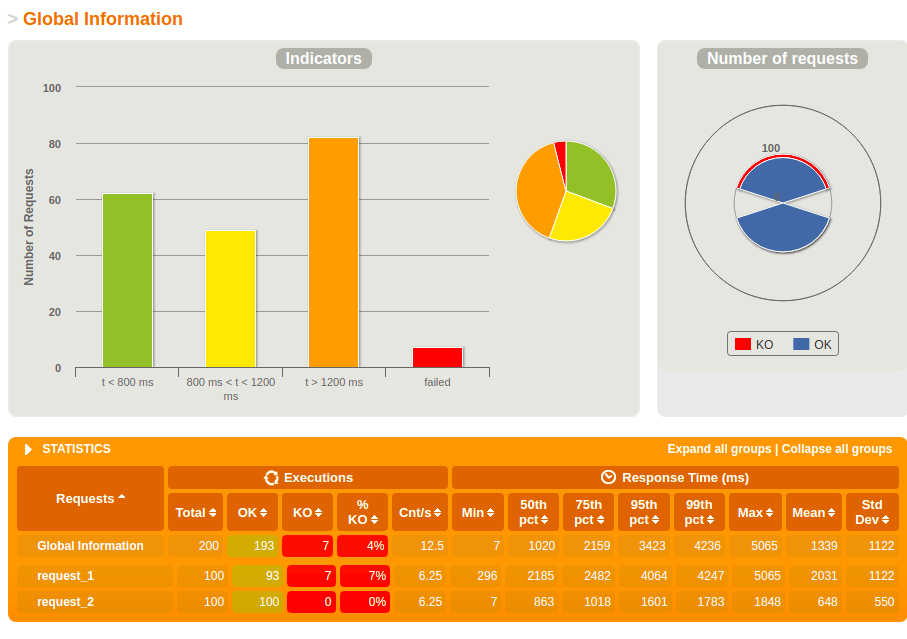 > Global Information
Indicators
Number of Requests
100
80
60
40
20
0
t < 800 ms
800 ms < t < 1200
ms
t > 1200 ms
failed
Number of requests
100
KO OK
STATISTICS Expand all groups | Collapse all groups
Requests Executions Response Time (ms)
Total OK KO % KO Cnt/s Min 50th pct 75th pct 95th pct 99th pct Max Mean Std Dev
Global Information 200 193 7 4% 12.5 7 1020 2159 3423 4236 5065 1339 1122
request_1 100 93 7 7% 6.25 296 2185 2482 4064 4247 5065 2031 1122
request_2 100 100 0 0% 6.25 7 863 1018 1601 1783 1848 648 550